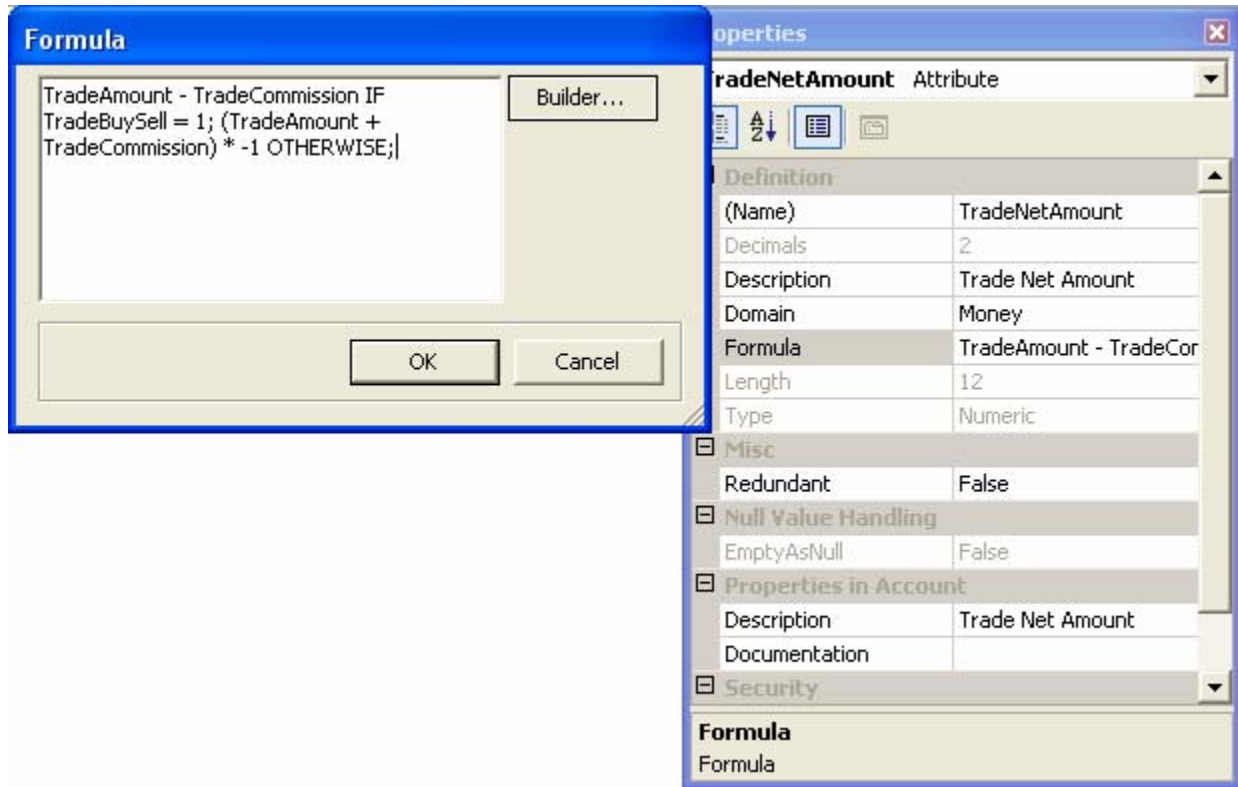 Formula
TradeAmount - TradeCommission IF
TradeBuySell = 1; (TradeAmount +
TradeCommission) * -1 OTHERWISE;
Builder...
OK
Cancel
operties
radeNetAmount Attribute
Definition
(Name) TradeNetAmount
Decimals 2
Description Trade Net Amount
Domain Money
Formula TradeAmount - TradeCor
Length 12
Type Numeric
Misc
Redundant False
Null Value Handling
EmptyAsNull False
Properties in Account
Description Trade Net Amount
Documentation
Security
Formula
Formula